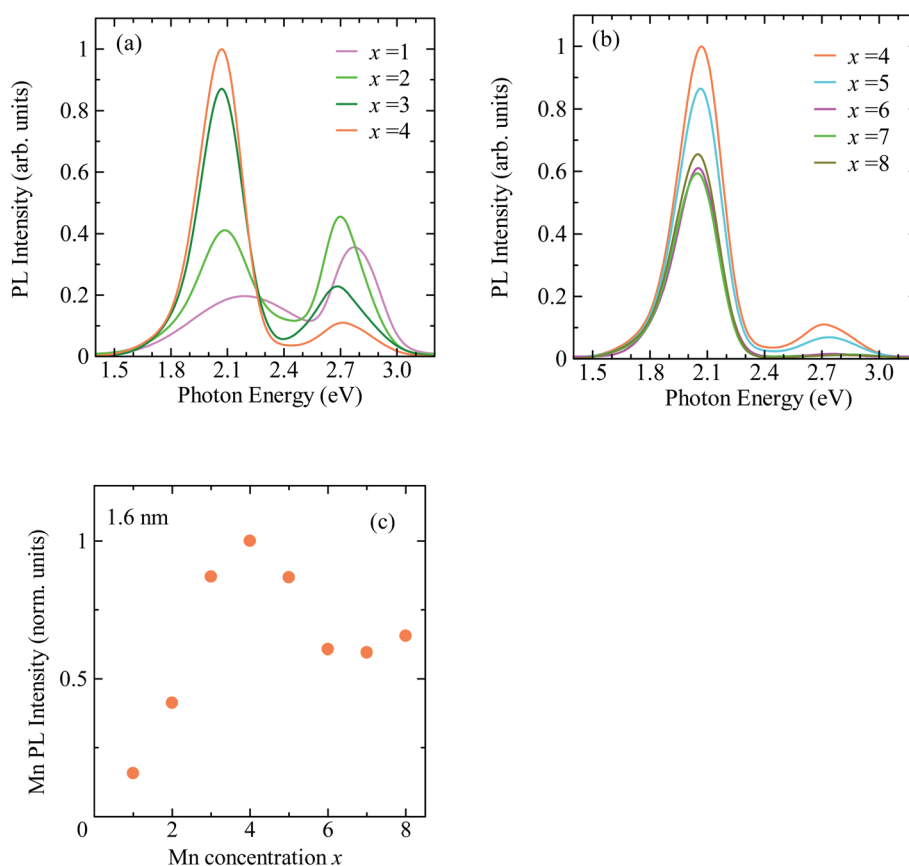 (a)
x =1
x =2
x =3
x =4
1
0.8
0.6
0.4
0.2
0
1.5 1.8 2.1 2.4 2.7 3.0
Photon Energy (eV)
PL Intensity (arb. units)
(b)
x =4
x =5
x =6
x =7
x =8
1
0.8
0.6
0.4
0.2
0
1.5 1.8 2.1 2.4 2.7 3.0
Photon Energy (eV)
PL Intensity (arb. units)
1.6 nm
(c)
1
0.5
0
2 4 6 8
Mn concentration x
Mn PL Intensity (norm. units)